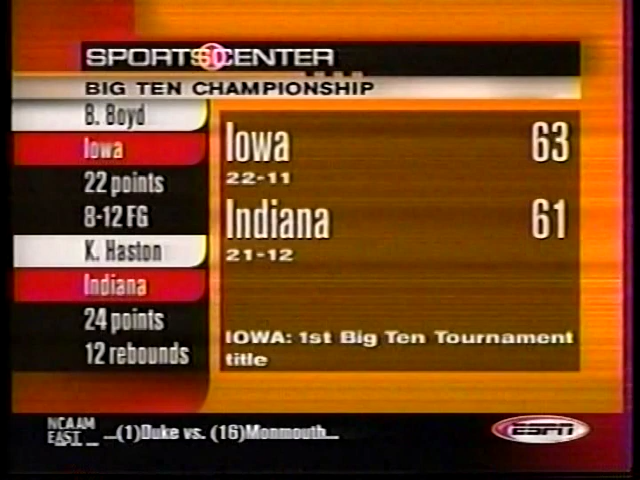 SPORTSCENTER
BIG TEN CHAMPIONSHIP
B. Boyd
Iowa
22 points
8-12 FG
K. Haston
Indiana
24 points
12 rebounds
Iowa 63
22-11
Indiana 61
21-12
IOWA: 1st Big Ten Tournament
title
NCAAM
EAST
...(1)Duke vs. (16)Monmouth...
ESPN